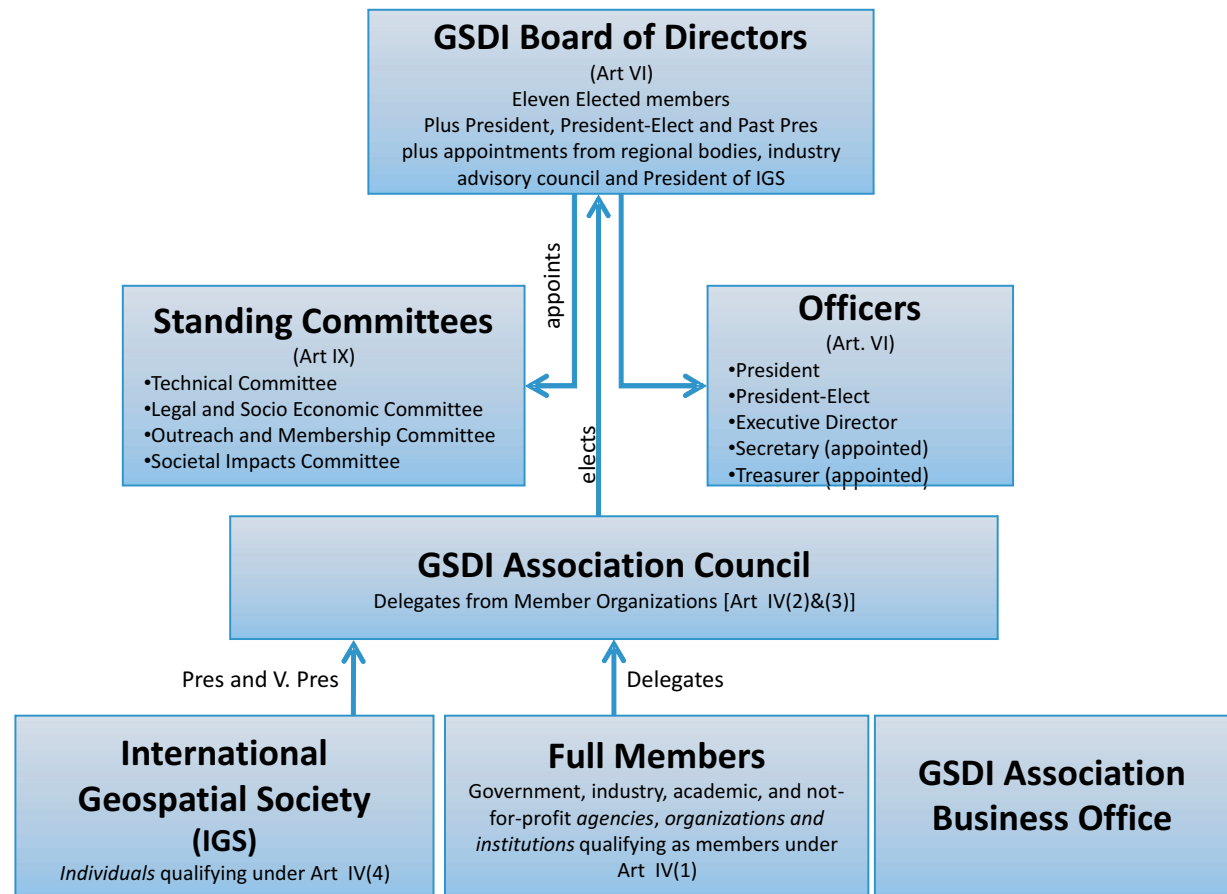 GSDI Board of Directors
(Art VI)
Eleven Elected members
Plus President, President-Elect and Past Pres
plus appointments from regional bodies, industry
advisory council and President of IGS
appoints
elects
Standing Committees
(Art IX)
•Technical Committee
•Legal and Socio Economic Committee
•Outreach and Membership Committee
•Societal Impacts Committee
Officers
(Art. VI)
•President
•President-Elect
•Executive Director
•Secretary (appointed)
•Treasurer (appointed)
GSDI Association Council
Delegates from Member Organizations [Art IV(2)&(3)]
Pres and V. Pres
Delegates
International
Geospatial Society
(IGS)
Individuals qualifying under Art IV(4)
Full Members
Government, industry, academic, and not-
for-profit agencies, organizations and
institutions qualifying as members under
Art IV(1)
GSDI Association
Business Office